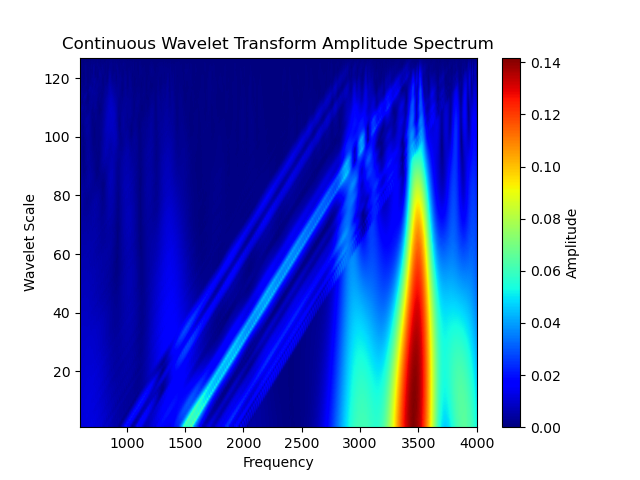 Continuous Wavelet Transform Amplitude Spectrum
120
100
80
60
40
20
Wavelet Scale
1000 1500 2000 2500 3000 3500 4000
Frequency
0.14
0.12
0.10
0.08
0.06
0.04
0.02
0.00
Amplitude